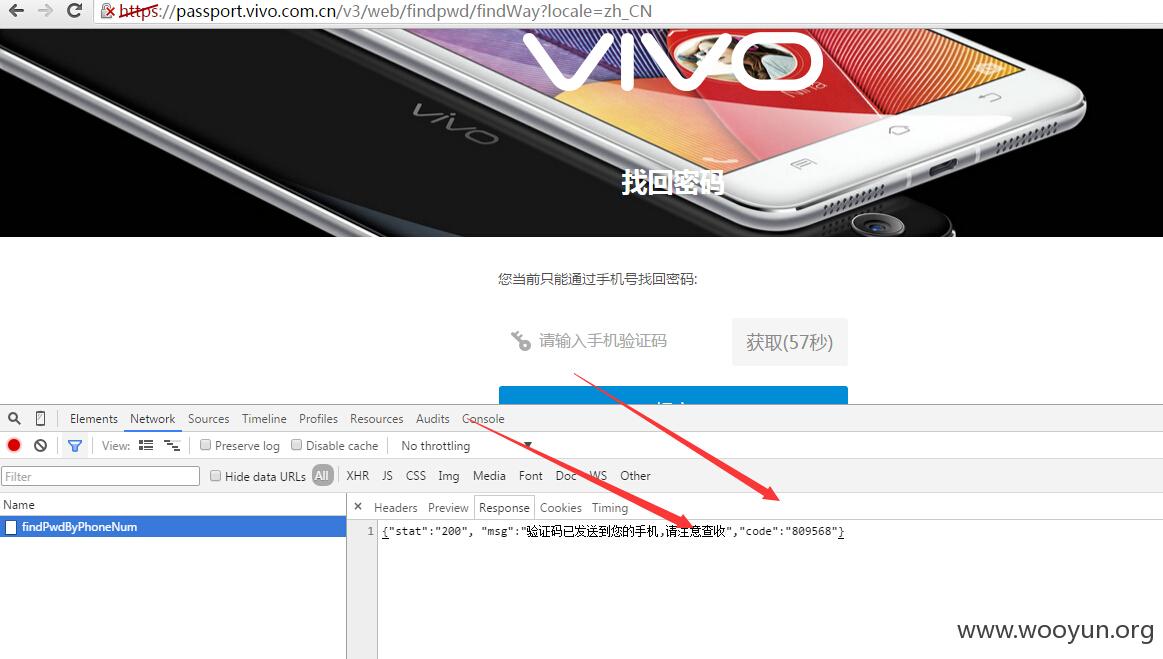 https://passport.vivo.com.cn/v3/web/findpwd/findWay?locale=zh_CN
vivo
vivo
找回密码
您当前只能通过手机号找回密码:
请输入手机验证码
获取(57秒)
Elements Network Sources Timeline Profiles Resources Audits Console
View: Preserve log Disable cache No throttling
Filter Hide data URLs All XHR JS CSS Img Media Font Doc WS Other
Name
× Headers Preview Response Cookies Timing
findPwdByPhoneNum
1 {"stat":"200", "msg":"验证码已发送到您的手机,请注意查收","code":"809568"}
www.wooyun.org